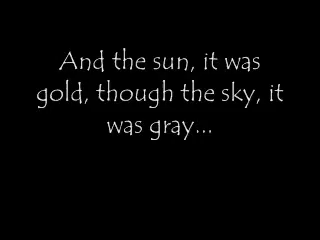 And the sun, it was
gold, though the sky, it
was gray...